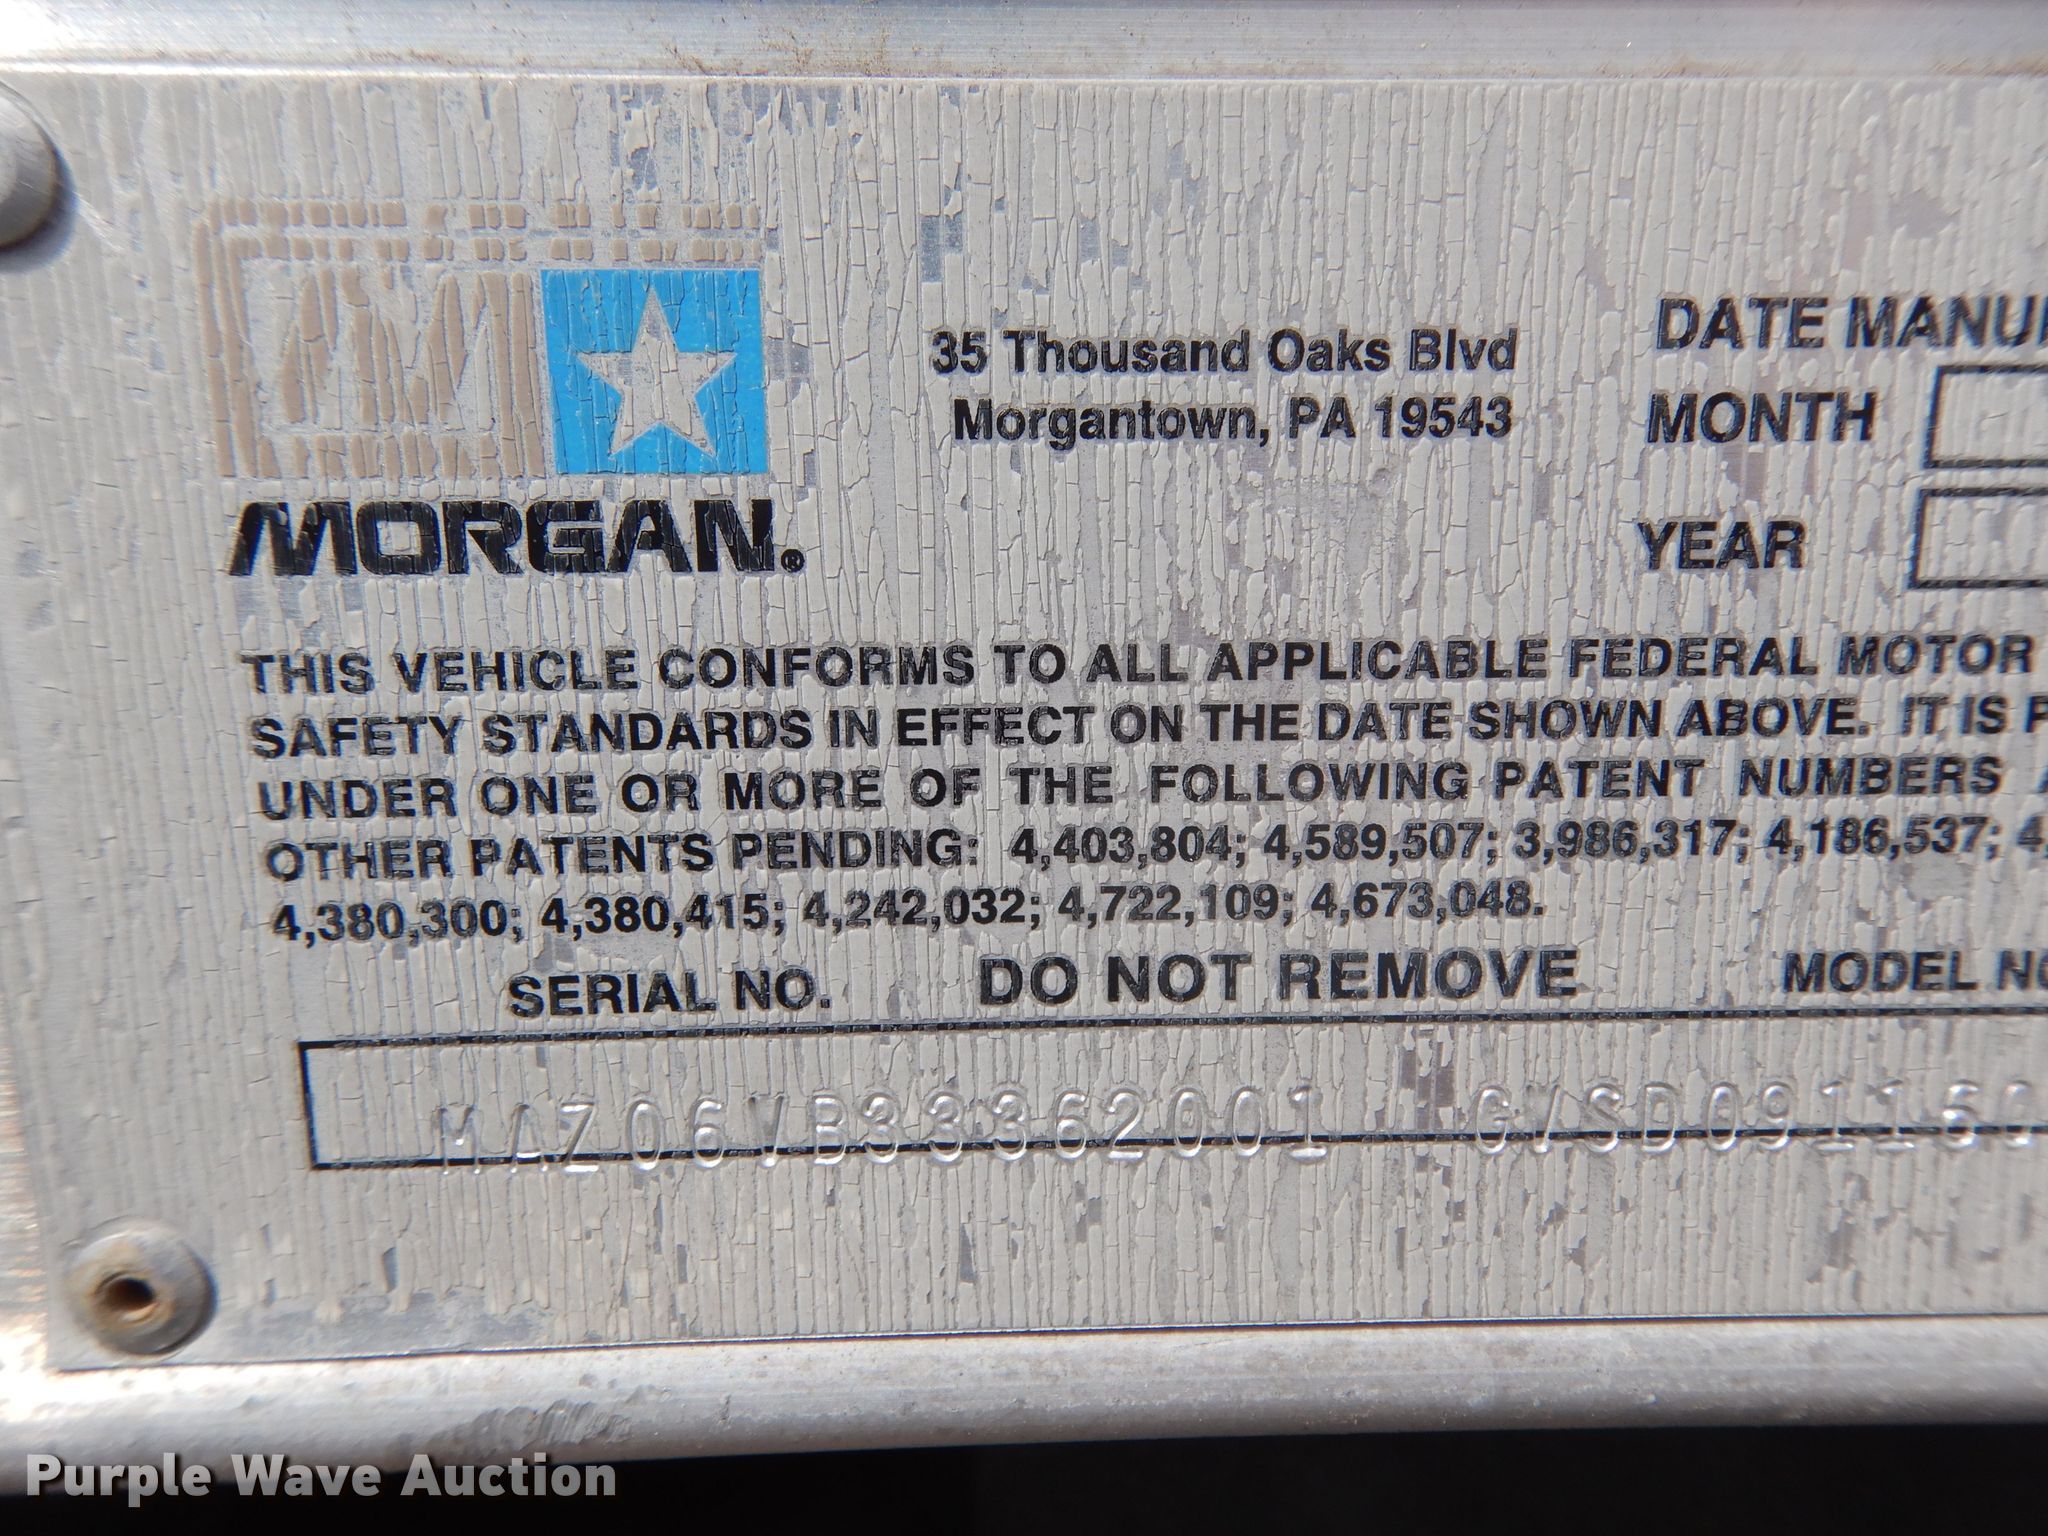 35 Thousand Oaks Blvd
Morgantown, PA 19543
MORGAN®
DATE MANU
MONTH
YEAR
THIS VEHICLE CONFORMS TO ALL APPLICABLE FEDERAL MOTOR
SAFETY STANDARDS IN EFFECT ON THE DATE SHOWN ABOVE. IT IS P
UNDER ONE OR MORE OF THE FOLLOWING PATENT NUMBERS A
OTHER PATENTS PENDING: 4,403,804; 4,589,507; 3,986,317; 4,186,537; 4,
4,380,300; 4,380,415; 4,242,032; 4,722,109; 4,673,048.
SERIAL NO. DO NOT REMOVE MODEL NO
MAZ06VB33362001 GVSD091169
Purple Wave Auction